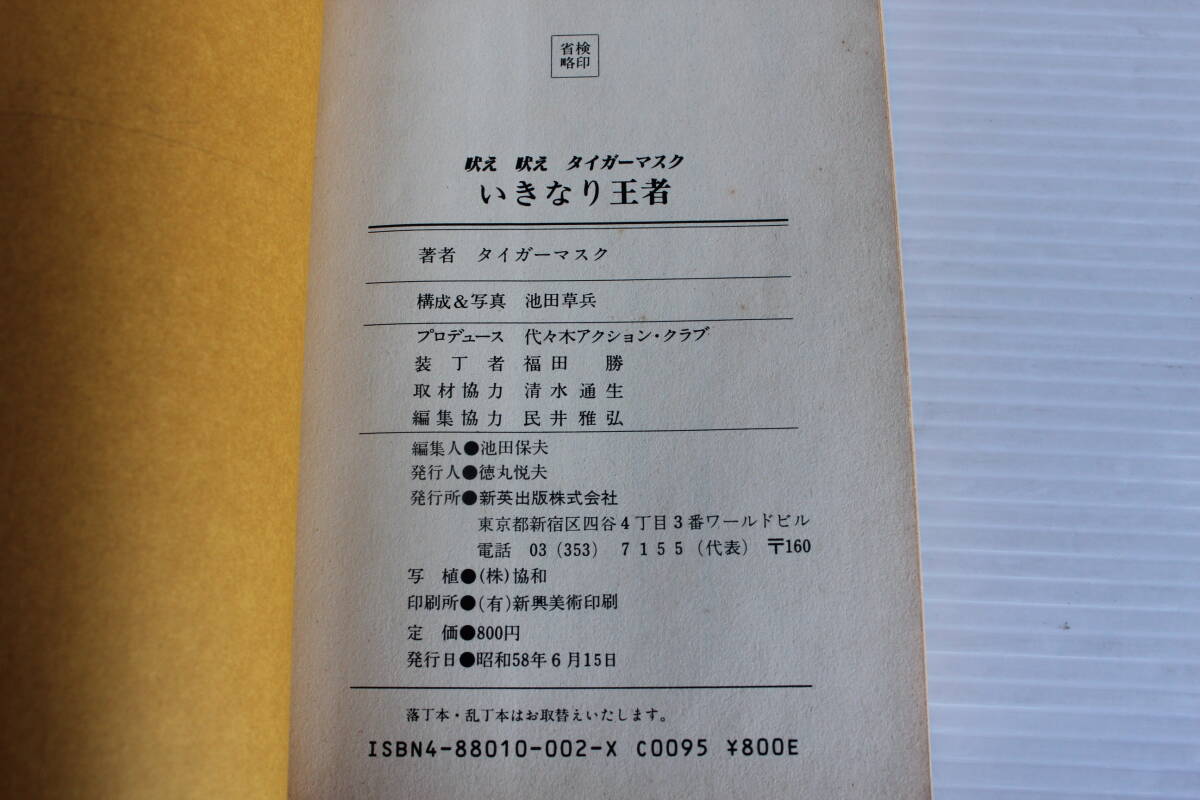 検印
省略
吠え 吠え タイガーマスク
いきなり王者
著者 タイガーマスク
構成＆写真 池田草兵
プロデュース 代々木アクション・クラブ
装丁者 福田 勝
取材協力 清水通生
編集協力 民井雅弘
編集人●池田保夫
発行人●徳丸悦夫
発行所●新英出版株式会社
東京都新宿区四谷4丁目3番ワールドビル
電話 03（353）7155（代表）〒160
写 植●(株)協和
印刷所●(有)新興美術印刷
定 価●800円
発行日●昭和58年6月15日
落丁本・乱丁本はお取替えいたします。
ISBN4-88010-002-X C0095 ¥800E